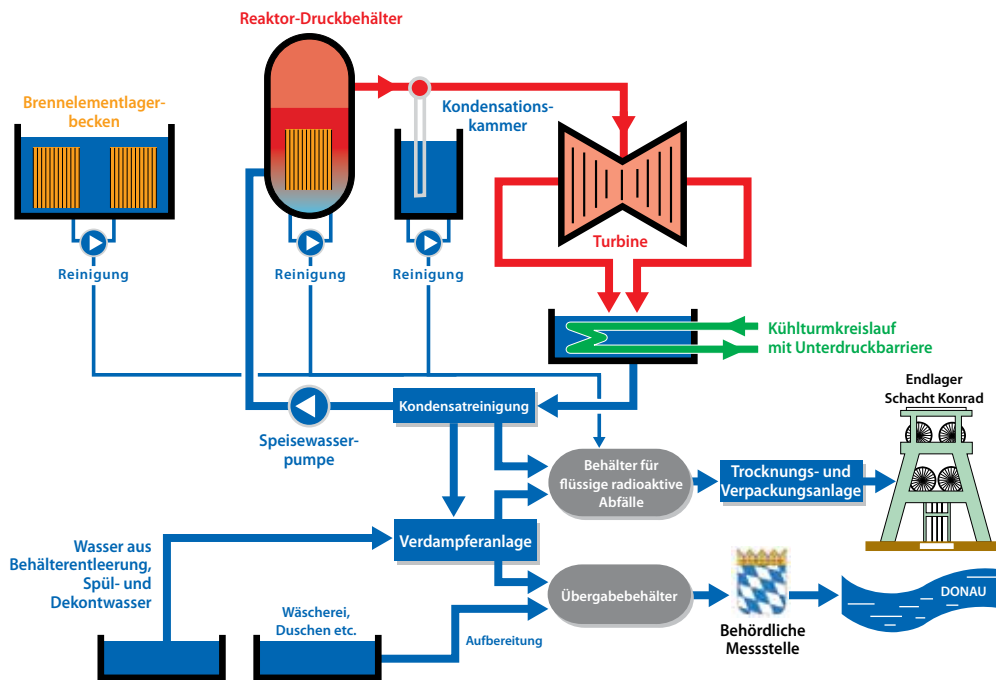 Reaktor-Druckbehälter
Brennelementlager-
becken
Kondensations-
kammer
Turbine
Reinigung
Reinigung
Reinigung
Kühlturmkreislauf
mit Unterdruckbarriere
Endlager
Schacht Konrad
Kondensatreinigung
Speisewasser-
pumpe
Behälter für
flüssige radioaktive
Abfälle
Trocknungs- und
Verpackungsanlage
Verdampferanlage
Wasser aus
Behälterentleerung,
Spül- und
Dekontwasser
Wäscherei,
Duschen etc.
Aufbereitung
Übergabebehälter
Behördliche
Messstelle
DONAU